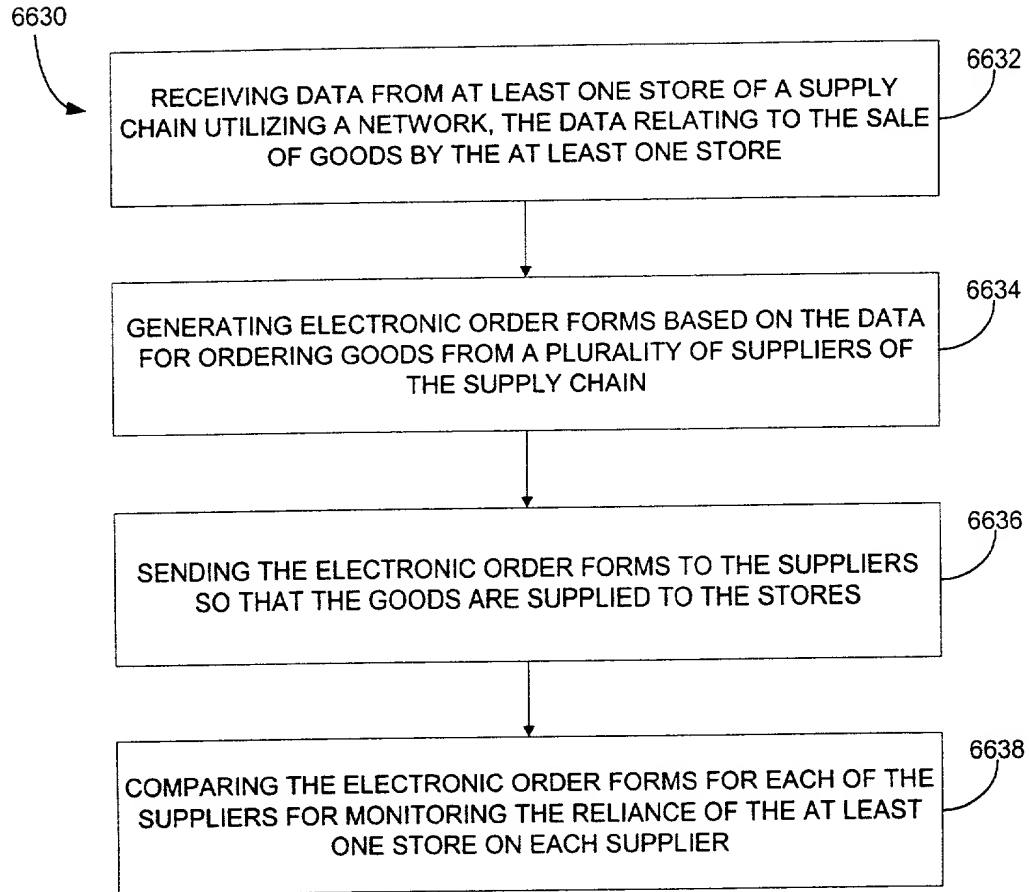 6630
6632
RECEIVING DATA FROM AT LEAST ONE STORE OF A SUPPLY
CHAIN UTILIZING A NETWORK, THE DATA RELATING TO THE SALE
OF GOODS BY THE AT LEAST ONE STORE
6634
GENERATING ELECTRONIC ORDER FORMS BASED ON THE DATA
FOR ORDERING GOODS FROM A PLURALITY OF SUPPLIERS OF
THE SUPPLY CHAIN
6636
SENDING THE ELECTRONIC ORDER FORMS TO THE SUPPLIERS
SO THAT THE GOODS ARE SUPPLIED TO THE STORES
6638
COMPARING THE ELECTRONIC ORDER FORMS FOR EACH OF THE
SUPPLIERS FOR MONITORING THE RELIANCE OF THE AT LEAST
ONE STORE ON EACH SUPPLIER